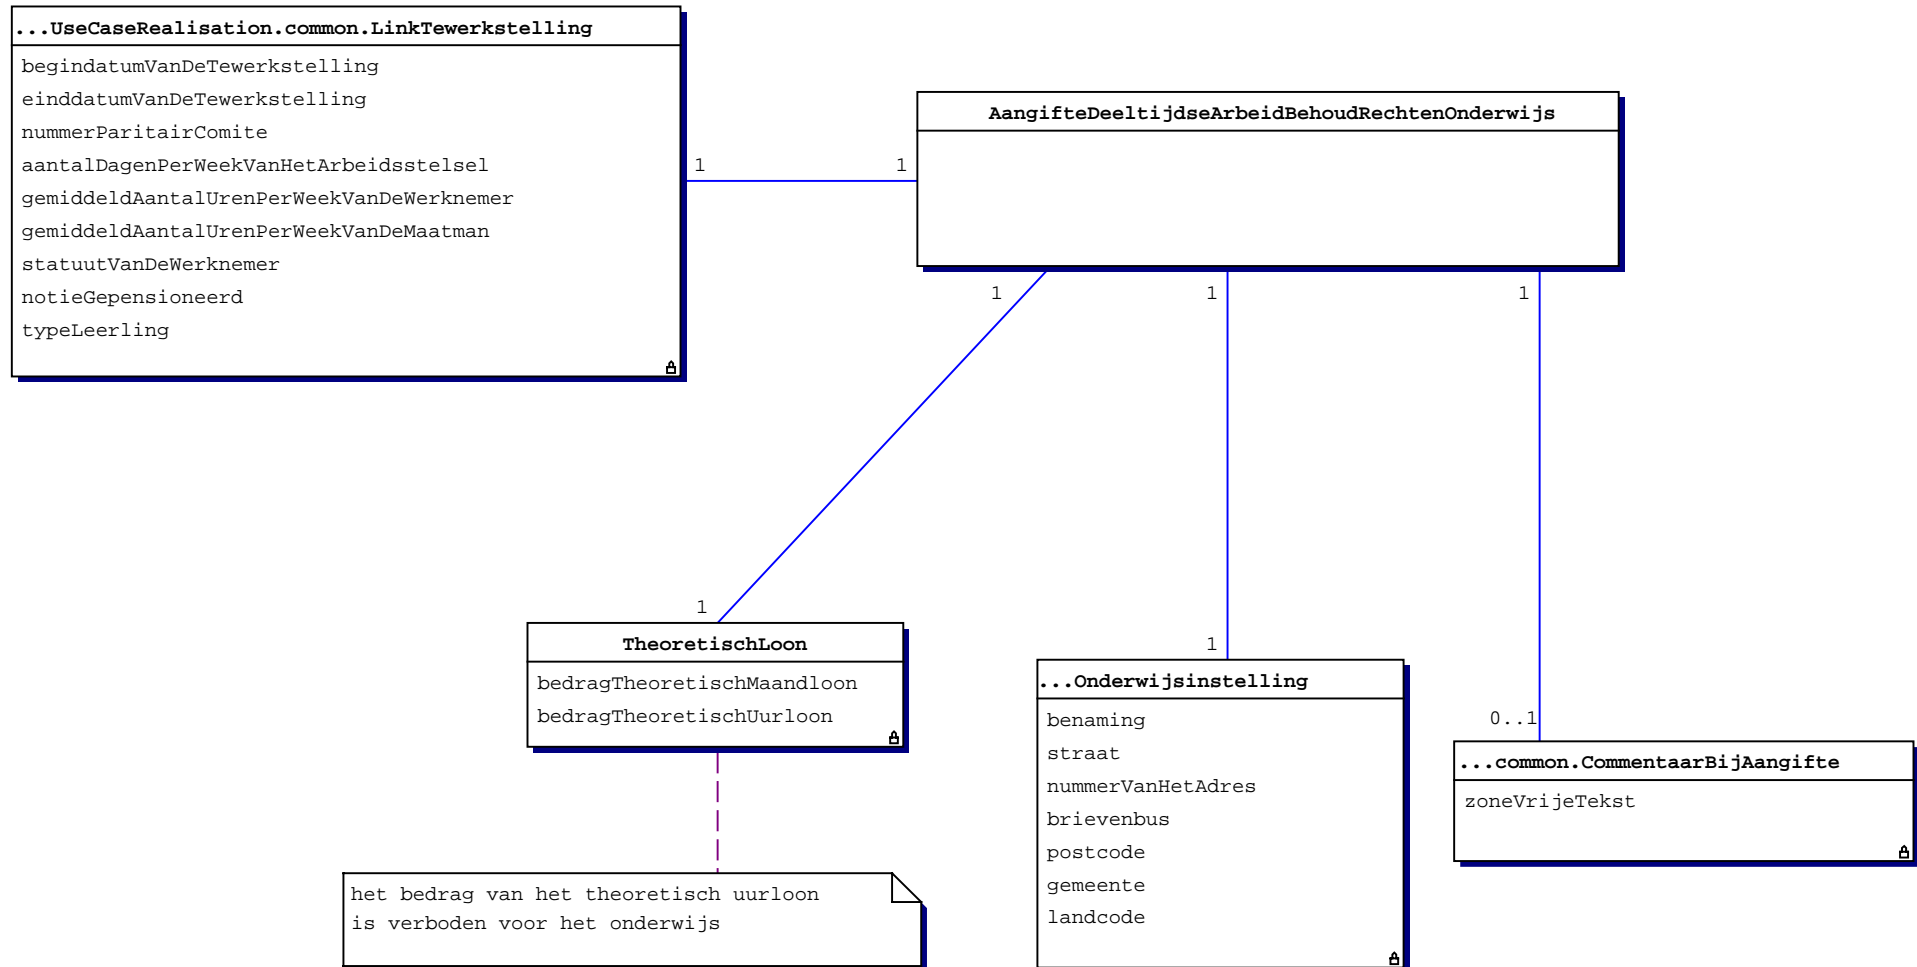 ...UseCaseRealisation.common.LinkTewerkstelling
begindatumVanDeTewerkstelling
einddatumVanDeTewerkstelling
nummerParitairComite
aantalDagenPerWeekVanHetArbeidsstelsel
gemiddeldAantalUrenPerWeekVanDeWerknemer
gemiddeldAantalUrenPerWeekVanDeMaatman
statuutVanDeWerknemer
notieGepensioneerd
typeLeerling
1
1
AangifteDeeltijdseArbeidBehoudRechtenOnderwijs
1
1
1
1
TheoretischLoon
bedragTheoretischMaandloon
bedragTheoretischUurloon
het bedrag van het theoretisch uurloon
is verboden voor het onderwijs
1
...Onderwijsinstelling
benaming
straat
nummerVanHetAdres
brievenbus
postcode
gemeente
landcode
0..1
...common.CommentaarBijAangifte
zoneVrijeTekst